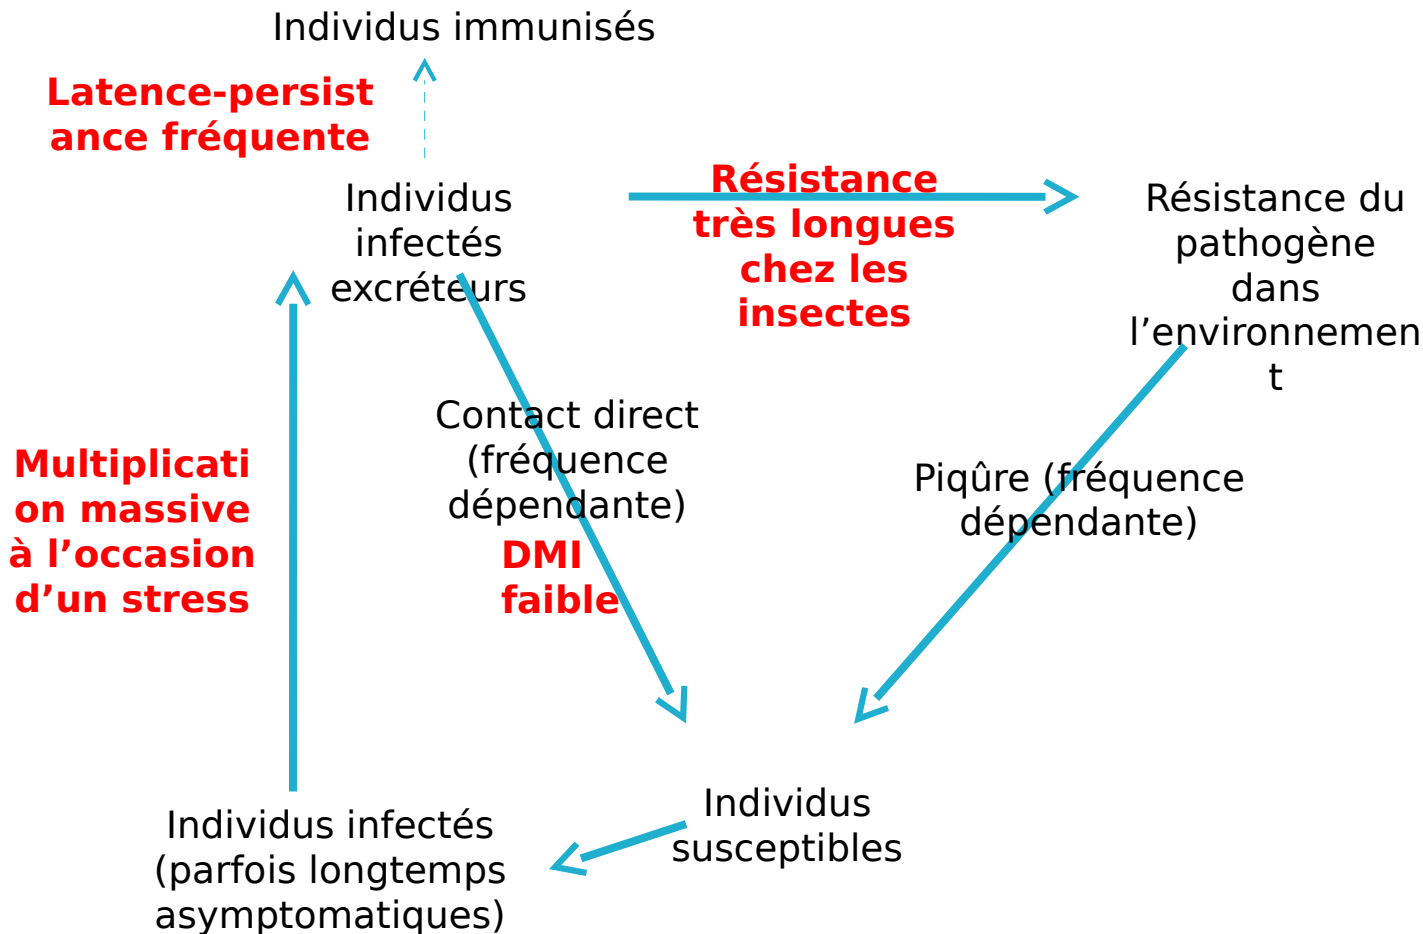 Individus immunisés
Latence-persist
ance fréquente
Individus
infectés
excréteurs
Résistance
très longues
chez les
insectes
Résistance du
pathogène
dans
l’environnemen
t
Contact direct
(fréquence
dépendante)
DMI
faible
Piqûre (fréquence
dépendante)
Multiplicati
on massive
à l’occasion
d’un stress
Individus
susceptibles
Individus infectés
(parfois longtemps
asymptomatiques)